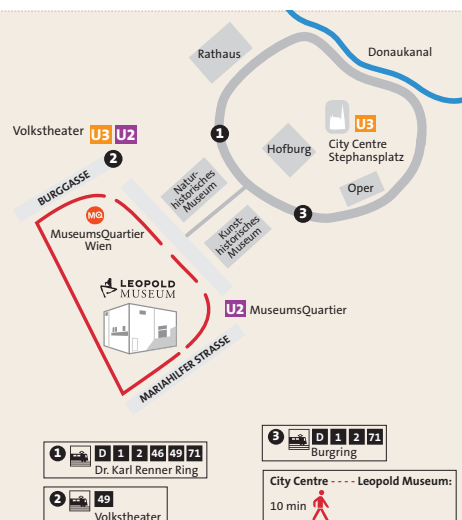 Rathaus
Donaukanal
Volkstheater U3 U2
1
U3
City Centre
Stephansplatz
Hofburg
2
BURGGASSE
Natur-
historisches
Museum
Oper
3
MQ
MuseumsQuartier
Wien
Kunst-
historisches
Museum
LEOPOLD
MUSEUM
U2 MuseumsQuartier
MARIAHILFER STRASSE
1 D 1 2 46 49 71
Dr. Karl Renner Ring
2 49
Volkstheater
3 D 1 2 71
Burgring
City Centre - - - - Leopold Museum:
10 min